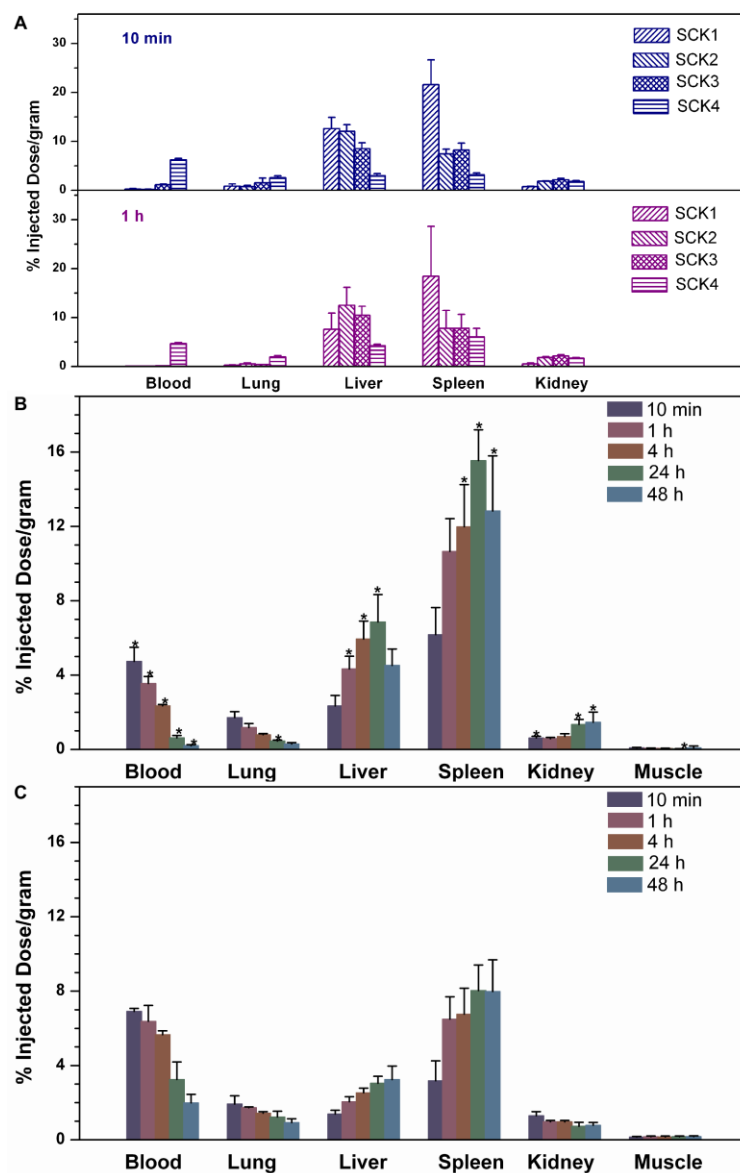 A
10 min
SCK1
SCK2
SCK3
SCK4
30
20
10
0
% Injected Dose/gram
1 h
SCK1
SCK2
SCK3
SCK4
30
20
10
0
Blood Lung Liver Spleen Kidney
B
10 min
1 h
4 h
24 h
48 h
16
12
8
4
0
% Injected Dose/gram
* * * * * * * * * * * * * * * * *
Blood Lung Liver Spleen Kidney Muscle
C
10 min
1 h
4 h
24 h
48 h
16
12
8
4
0
% Injected Dose/gram
Blood Lung Liver Spleen Kidney Muscle